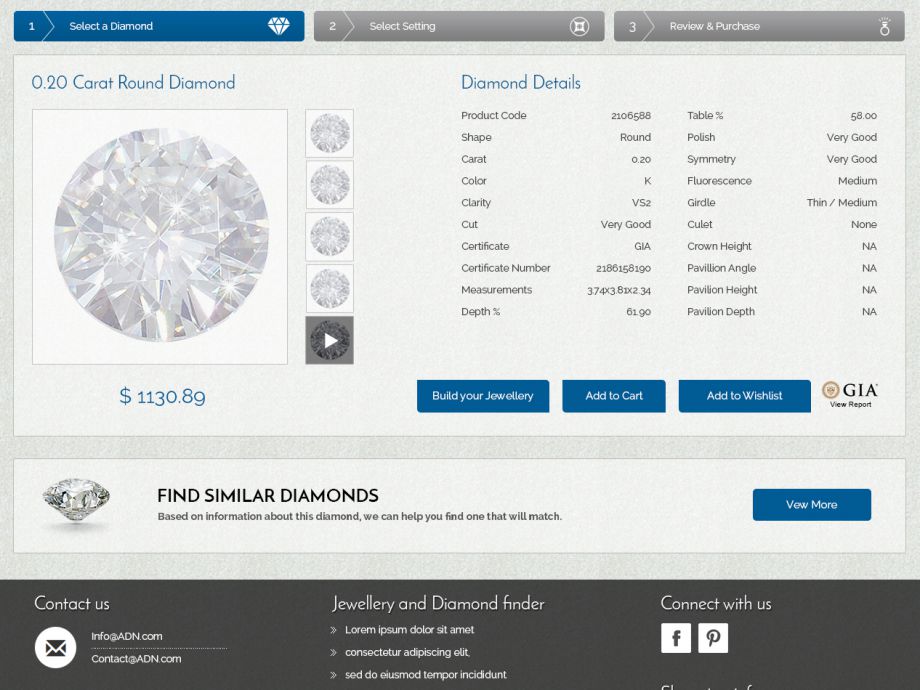 1 Select a Diamond
2 Select Setting
3 Review & Purchase
0.20 Carat Round Diamond
Diamond Details
Product Code 2106588 Table % 58.00
Shape Round Polish Very Good
Carat 0.20 Symmetry Very Good
Color K Fluorescence Medium
Clarity VS2 Girdle Thin / Medium
Cut Very Good Culet None
Certificate GIA Crown Height NA
Certificate Number 2186158190 Pavillion Angle NA
Measurements 3.74x3.81x2.34 Pavilion Height NA
Depth % 61.90 Pavilion Depth NA
$ 1130.89
Build your Jewellery
Add to Cart
Add to Wishlist
GIA
View Report
FIND SIMILAR DIAMONDS
Based on information about this diamond, we can help you find one that will match.
Vew More
Contact us
Info@ADN.com
Contact@ADN.com
Jewellery and Diamond finder
Lorem ipsum dolor sit amet
consectetur adipiscing elit,
sed do eiusmod tempor incididunt
Connect with us